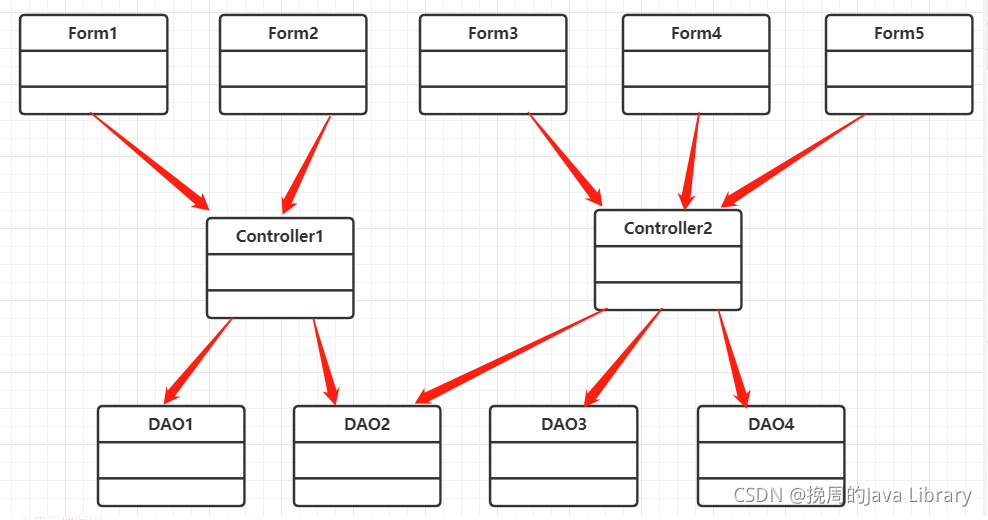 Form1
Form2
Form3
Form4
Form5
Controller1
Controller2
DAO1
DAO2
DAO3
DAO4
CSDN @挽周的Java Library